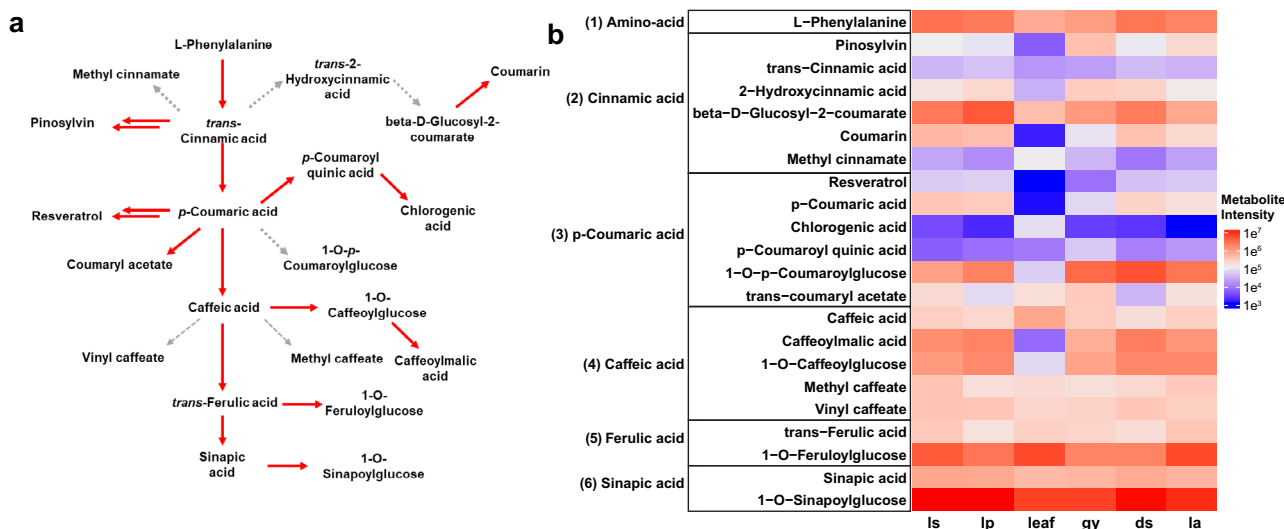 a
L-Phenylalanine
Methyl cinnamate
trans-2-
Hydroxycinnamic
acid
Coumarin
Pinosylvin
trans-
Cinnamic acid
beta-D-Glucosyl-2-
coumarate
p-Coumaroyl
quinic acid
Resveratrol
p-Coumaric acid
Chlorogenic
acid
Coumaryl acetate
1-O-p-
Coumaroylglucose
Caffeic acid
1-O-
Caffeoylglucose
Vinyl caffeate
Methyl caffeate
Caffeoylmalic
acid
trans-Ferulic acid
1-O-
Feruloylglucose
Sinapic
acid
1-O-
Sinapoylglucose
b
(1) Amino-acid
L−Phenylalanine
(2) Cinnamic acid
Pinosylvin
trans−Cinnamic acid
2−Hydroxycinnamic acid
beta−D−Glucosyl−2−coumarate
Coumarin
Methyl cinnamate
(3) p-Coumaric acid
Resveratrol
p−Coumaric acid
Chlorogenic acid
p−Coumaroyl quinic acid
1−O−p−Coumaroylglucose
trans−coumaryl acetate
(4) Caffeic acid
Caffeic acid
Caffeoylmalic acid
1−O−Caffeoylglucose
Methyl caffeate
Vinyl caffeate
(5) Ferulic acid
trans−Ferulic acid
1−O−Feruloylglucose
(6) Sinapic acid
Sinapic acid
1−O−Sinapoylglucose
ls lp leaf gy ds la
Metabolite
Intensity
1e⁷
1e⁶
1e⁵
1e⁴
1e³